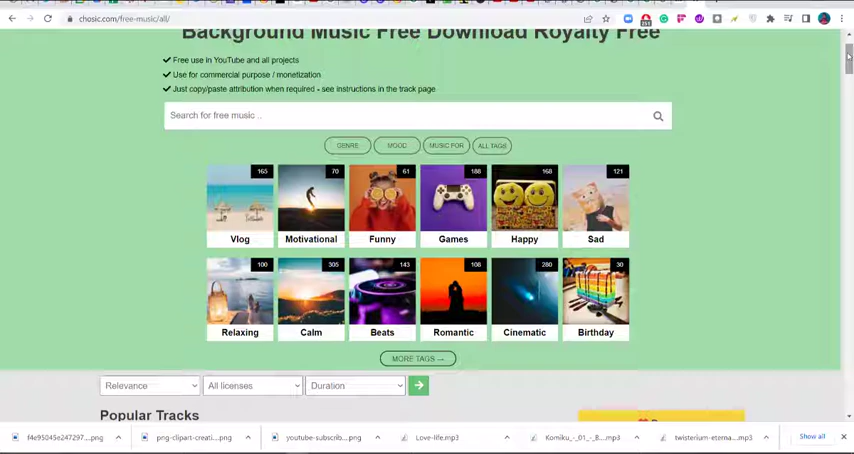 chosic.com/free-music/all/
251
Background Music Free Download Royalty Free
Free use in YouTube and all projects
Use for commercial purpose / monetization
Just copy/paste attribution when required - see instructions in the track page
Search for free music ..
GENRE MOOD MUSIC FOR ALL TAGS
165 70 61 188 168 121
Vlog Motivational Funny Games Happy Sad
100 305 143 108 280 30
Relaxing Calm Beats Romantic Cinematic Birthday
MORE TAGS
Relevance All licenses Duration
Popular Tracks
f4e95045e247297....png png-clipart-creati....png youtube-subscrib....png Love-life.mp3 Komiku_-_01_-_B....mp3 twisterium-eterna....mp3 Show all